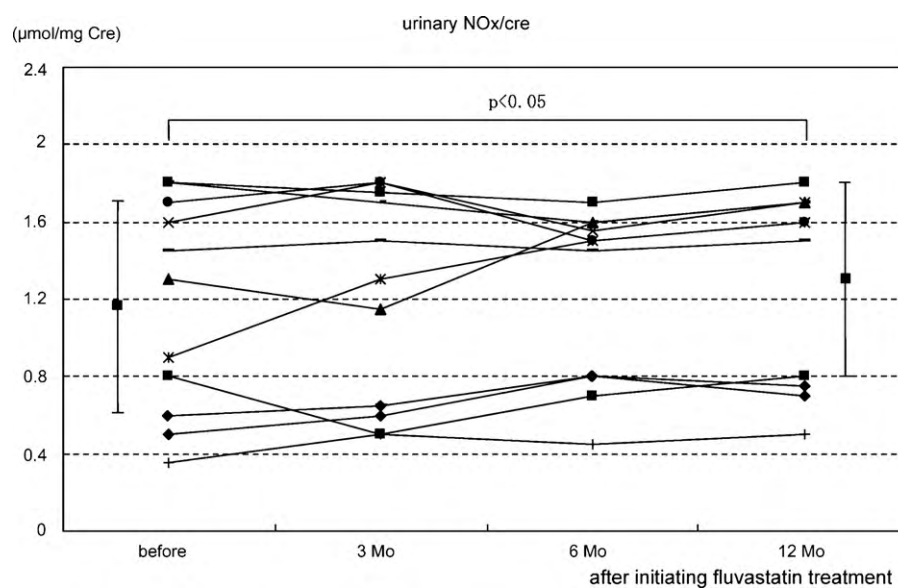 urinary NOx/cre
(μmol/mg Cre)
2.4
p<0.05
2
1.6
1.2
0.8
0.4
0
before 3 Mo 6 Mo 12 Mo
after initiating fluvastatin treatment